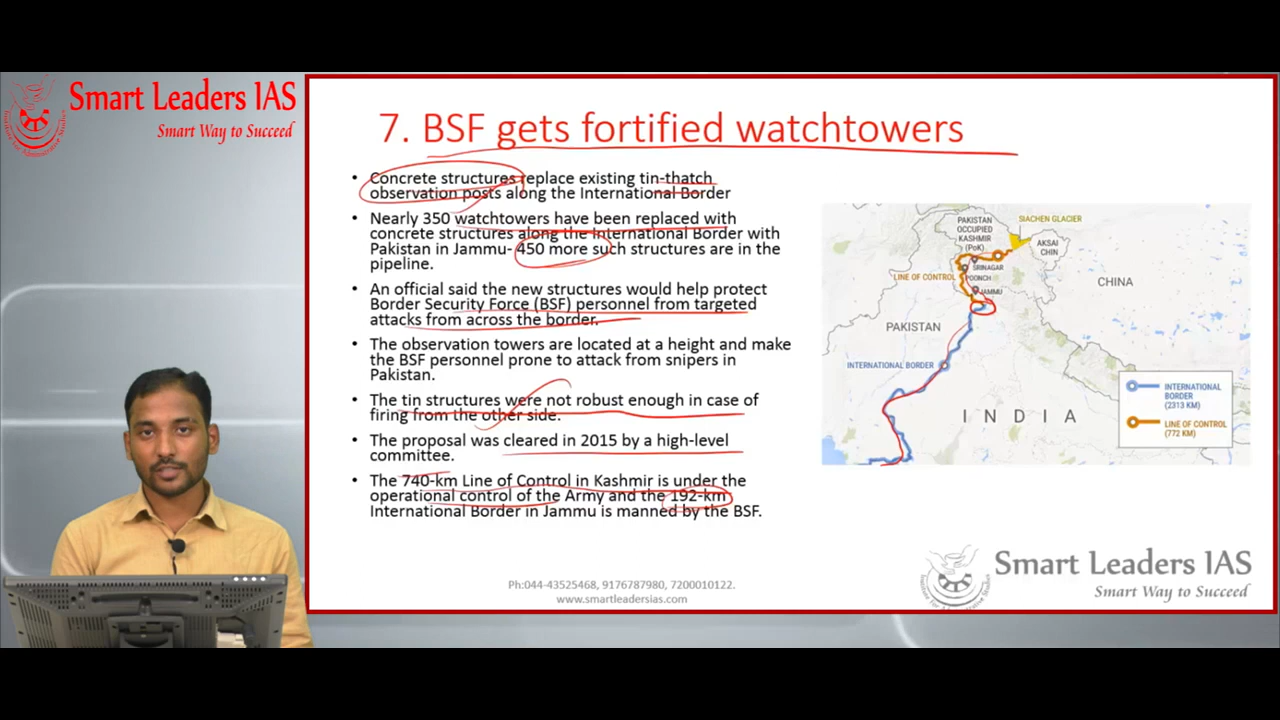 Smart Leaders IAS
Smart Way to Succeed
7. BSF gets fortified watchtowers
• Concrete structures replace existing tin-thatch
observation posts along the International Border
• Nearly 350 watchtowers have been replaced with
concrete structures along the International Border with
Pakistan in Jammu- 450 more such structures are in the
pipeline.
• An official said the new structures would help protect
Border Security Force (BSF) personnel from targeted
attacks from across the border.
• The observation towers are located at a height and make
the BSF personnel prone to attack from snipers in
Pakistan.
• The tin structures were not robust enough in case of
firing from the other side.
• The proposal was cleared in 2015 by a high-level
committee.
• The 740-km Line of Control in Kashmir is under the
operational control of the Army and the 192-km
International Border in Jammu is manned by the BSF.
PAKISTAN
OCCUPIED
KASHMIR
(PoK)
SIACHEN GLACIER
AKSAI
CHIN
SRINAGAR
LINE OF CONTROL
POONCH
JAMMU
CHINA
PAKISTAN
INTERNATIONAL BORDER
INDIA
INTERNATIONAL
BORDER
(2313 KM)
LINE OF CONTROL
(772 KM)
Smart Leaders IAS
Smart Way to Succeed
Ph:044-43525468, 9176787980, 7200010122.
www.smartleadersias.com